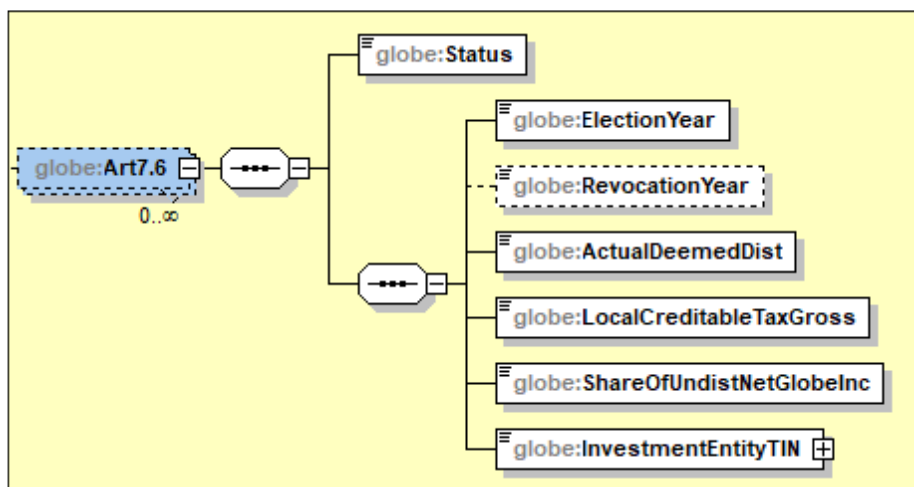 globe:Status
globe:ElectionYear
globe:Art7.6
0..∞
globe:RevocationYear
globe:ActualDeemedDist
globe:LocalCreditableTaxGross
globe:ShareOfUndistNetGlobeInc
globe:InvestmentEntityTIN